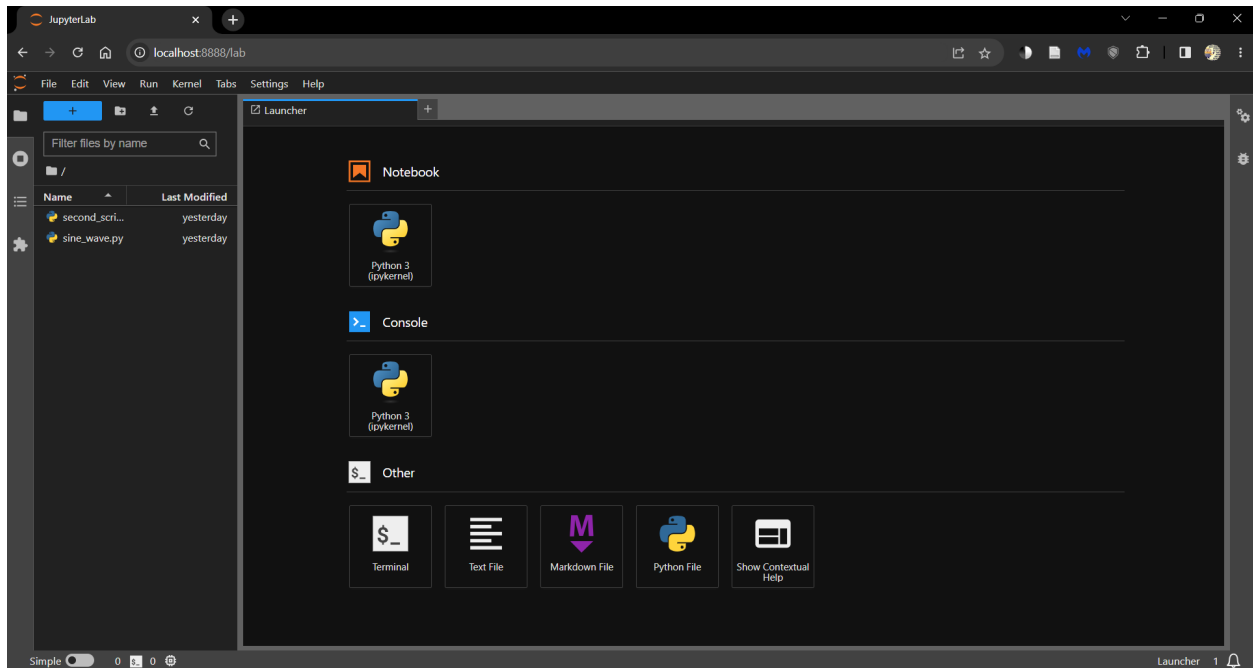 JupyterLab
localhost:8888/lab
File Edit View Run Kernel Tabs Settings Help
Launcher
Filter files by name
/
Name Last Modified
second_scri... yesterday
sine_wave.py yesterday
Notebook
Python 3
(ipykernel)
Console
Python 3
(ipykernel)
$_ Other
$_
Terminal
Text File
M
Markdown File
Python File
Show Contextual
Help
Simple 0 $_ 0
Launcher 1